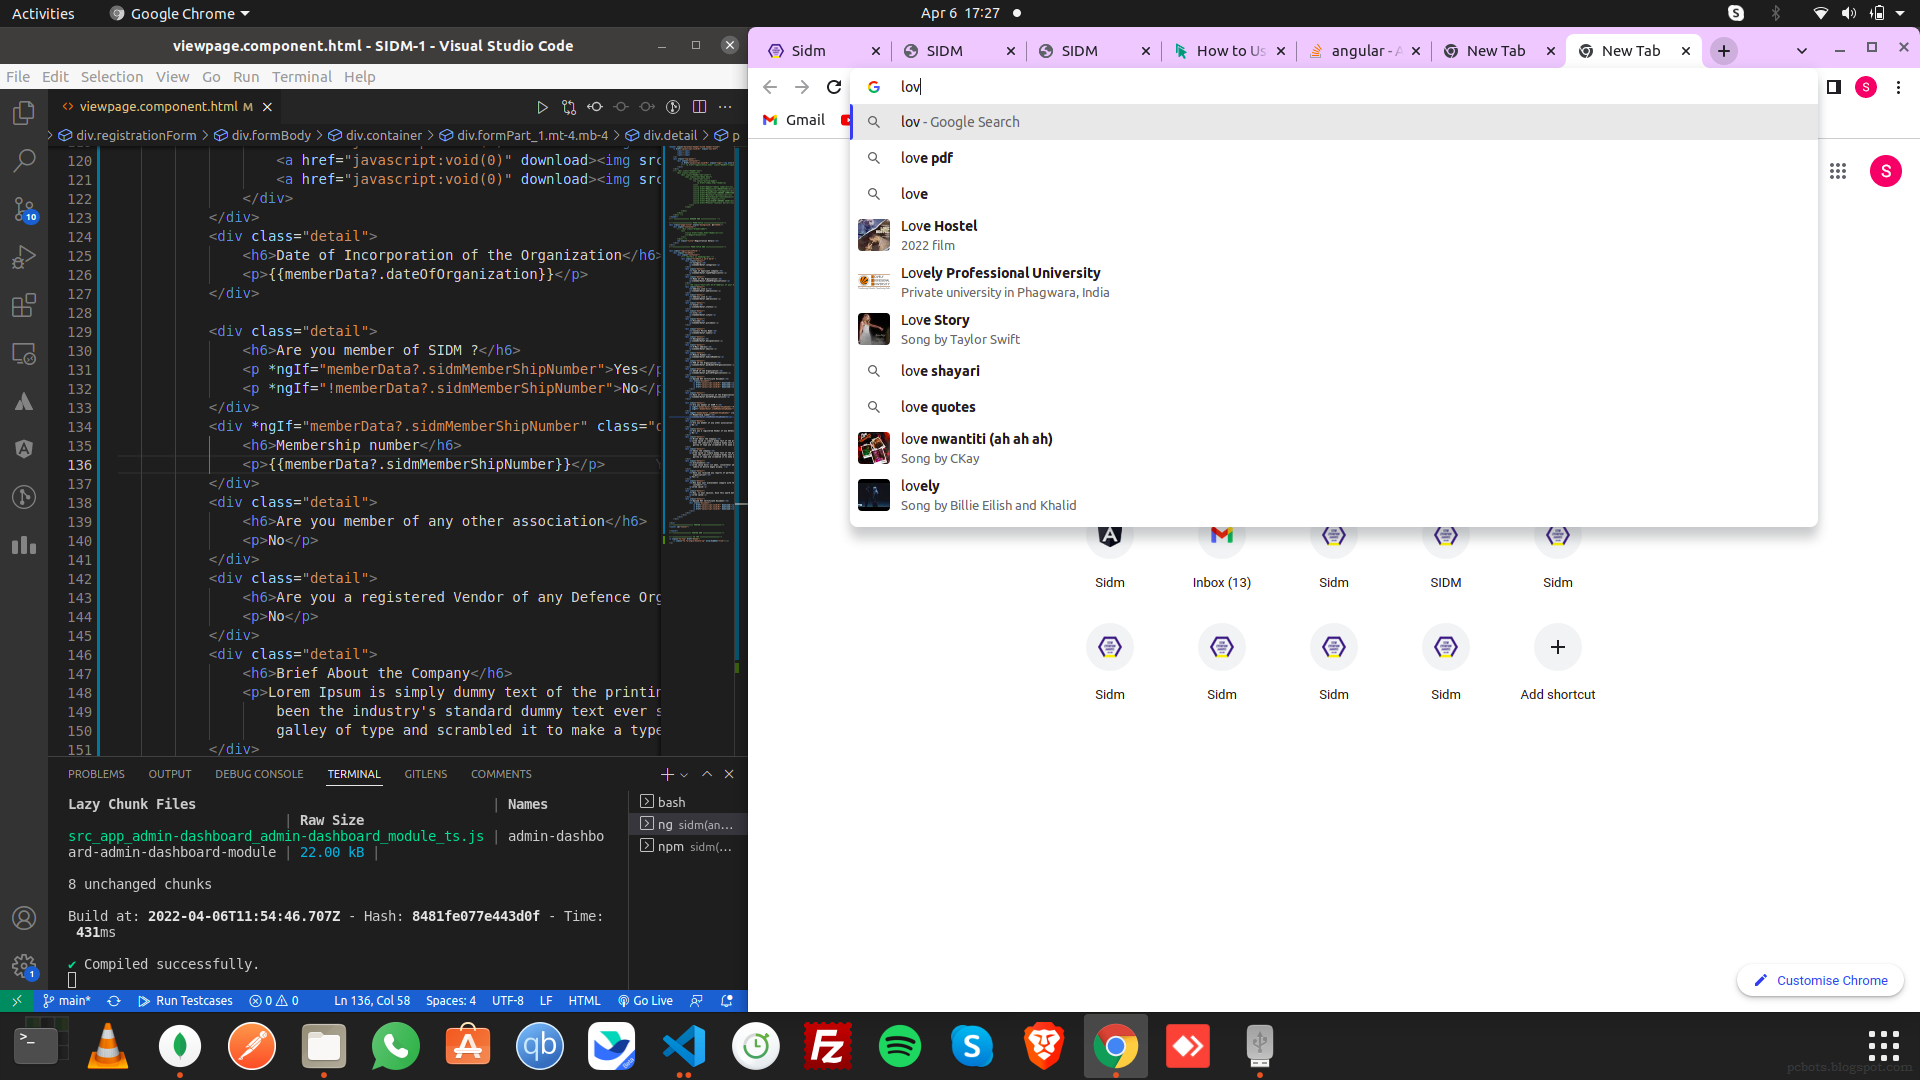 Activities
Google Chrome
Apr 6 17:27
viewpage.component.html - SIDM-1 - Visual Studio Code
File Edit Selection View Go Run Terminal Help
viewpage.component.html M
div.registrationForm > div.formBody > div.container > div.formPart_1.mt-4.mb-4 > div.detail > p
120 <a href="javascript:void(0)" download><img src
121 <a href="javascript:void(0)" download><img src
122 </div>
123 </div>
124 <div class="detail">
125 <h6>Date of Incorporation of the Organization</h6>
126 <p>{{memberData?.dateOfOrganization}}</p>
127 </div>
128
129 <div class="detail">
130 <h6>Are you member of SIDM ?</h6>
131 <p *ngIf="memberData?.sidmMemberShipNumber">Yes</p
132 <p *ngIf="!memberData?.sidmMemberShipNumber">No</p
133 </div>
134 <div *ngIf="memberData?.sidmMemberShipNumber" class="d
135 <h6>Membership number</h6>
136 <p>{{memberData?.sidmMemberShipNumber}}</p>
137 </div>
138 <div class="detail">
139 <h6>Are you member of any other association</h6>
140 <p>No</p>
141 </div>
142 <div class="detail">
143 <h6>Are you a registered Vendor of any Defence Org
144 <p>No</p>
145 </div>
146 <div class="detail">
147 <h6>Brief About the Company</h6>
148 <p>Lorem Ipsum is simply dummy text of the printin
149 been the industry's standard dummy text ever s
150 galley of type and scrambled it to make a type
151 </div>
PROBLEMS OUTPUT DEBUG CONSOLE TERMINAL GITLENS COMMENTS
Lazy Chunk Files | Names
| Raw Size
src_app_admin-dashboard_admin-dashboard_module_ts.js | admin-dashbo
ard-admin-dashboard-module | 22.00 kB |
8 unchanged chunks
Build at: 2022-04-06T11:54:46.707Z - Hash: 8481fe077e443d0f - Time:
431ms
✔ Compiled successfully.
bash
ng sidm(an...
npm sidm(...
10
1
main* Run Testcases 0 0 Ln 136, Col 58 Spaces: 4 UTF-8 LF HTML Go Live
Sidm
SIDM
SIDM
How to Us
angular - A
New Tab
New Tab
lov
S
Gmail
lov - Google Search
love pdf
love
Love Hostel
2022 film
Lovely Professional University
Private university in Phagwara, India
Love Story
Song by Taylor Swift
love shayari
love quotes
love nwantiti (ah ah ah)
Song by CKay
lovely
Song by Billie Eilish and Khalid
S
Sidm Inbox (13) Sidm SIDM Sidm
Sidm Sidm Sidm Sidm Add shortcut
Customise Chrome
pcbots.blogspot.com